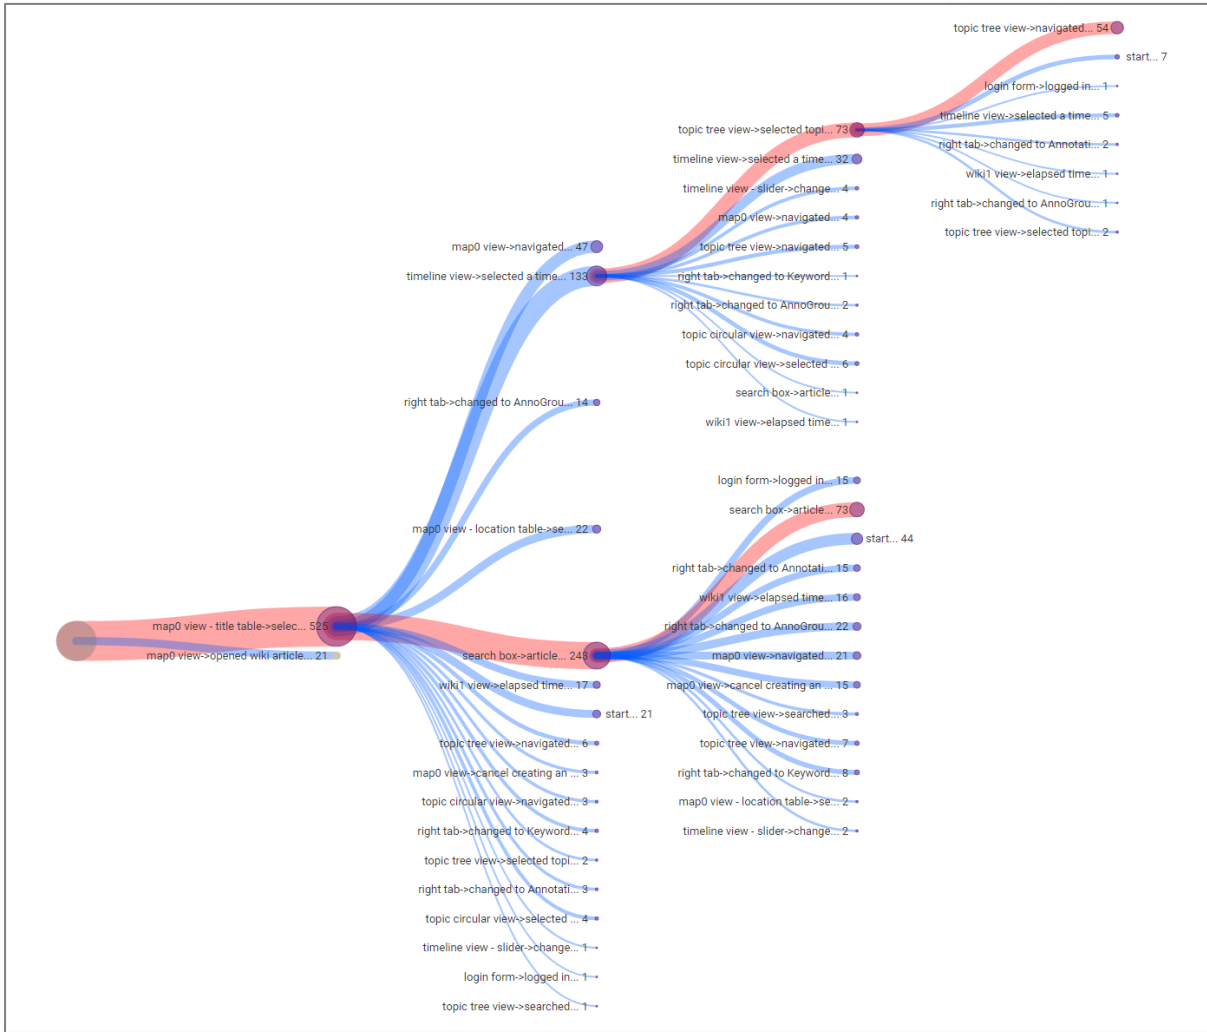 topic tree view->navigated... 54
start... 7
login form->logged in... 1
timeline view->selected a time... 5
right tab->changed to Annotati... 2
wiki1 view->elapsed time... 1
right tab->changed to AnnoGrou... 1
topic tree view->selected topi... 2
topic tree view->selected topi... 73
timeline view->selected a time... 32
timeline view - slider->change... 4
map0 view->navigated... 4
topic tree view->navigated... 5
right tab->changed to Keyword... 1
right tab->changed to AnnoGrou... 2
topic circular view->navigated... 4
topic circular view->selected ... 6
search box->article... 1
wiki1 view->elapsed time... 1
map0 view->navigated... 47
timeline view->selected a time... 133
right tab->changed to AnnoGrou... 14
map0 view - location table->se... 22
login form->logged in... 15
search box->article... 73
start... 44
right tab->changed to Annotati... 15
wiki1 view->elapsed time... 16
right tab->changed to AnnoGrou... 22
map0 view->navigated... 21
map0 view->cancel creating an ... 15
topic tree view->searched... 3
topic tree view->navigated... 7
right tab->changed to Keyword... 8
map0 view - location table->se... 2
timeline view - slider->change... 2
map0 view - title table->selec... 525
map0 view->opened wiki article... 21
search box->article... 243
wiki1 view->elapsed time... 17
start... 21
topic tree view->navigated... 6
map0 view->cancel creating an ... 3
topic circular view->navigated... 3
right tab->changed to Keyword... 4
topic tree view->selected topi... 2
right tab->changed to Annotati... 3
topic circular view->selected ... 4
timeline view - slider->change... 1
login form->logged in... 1
topic tree view->searched... 1